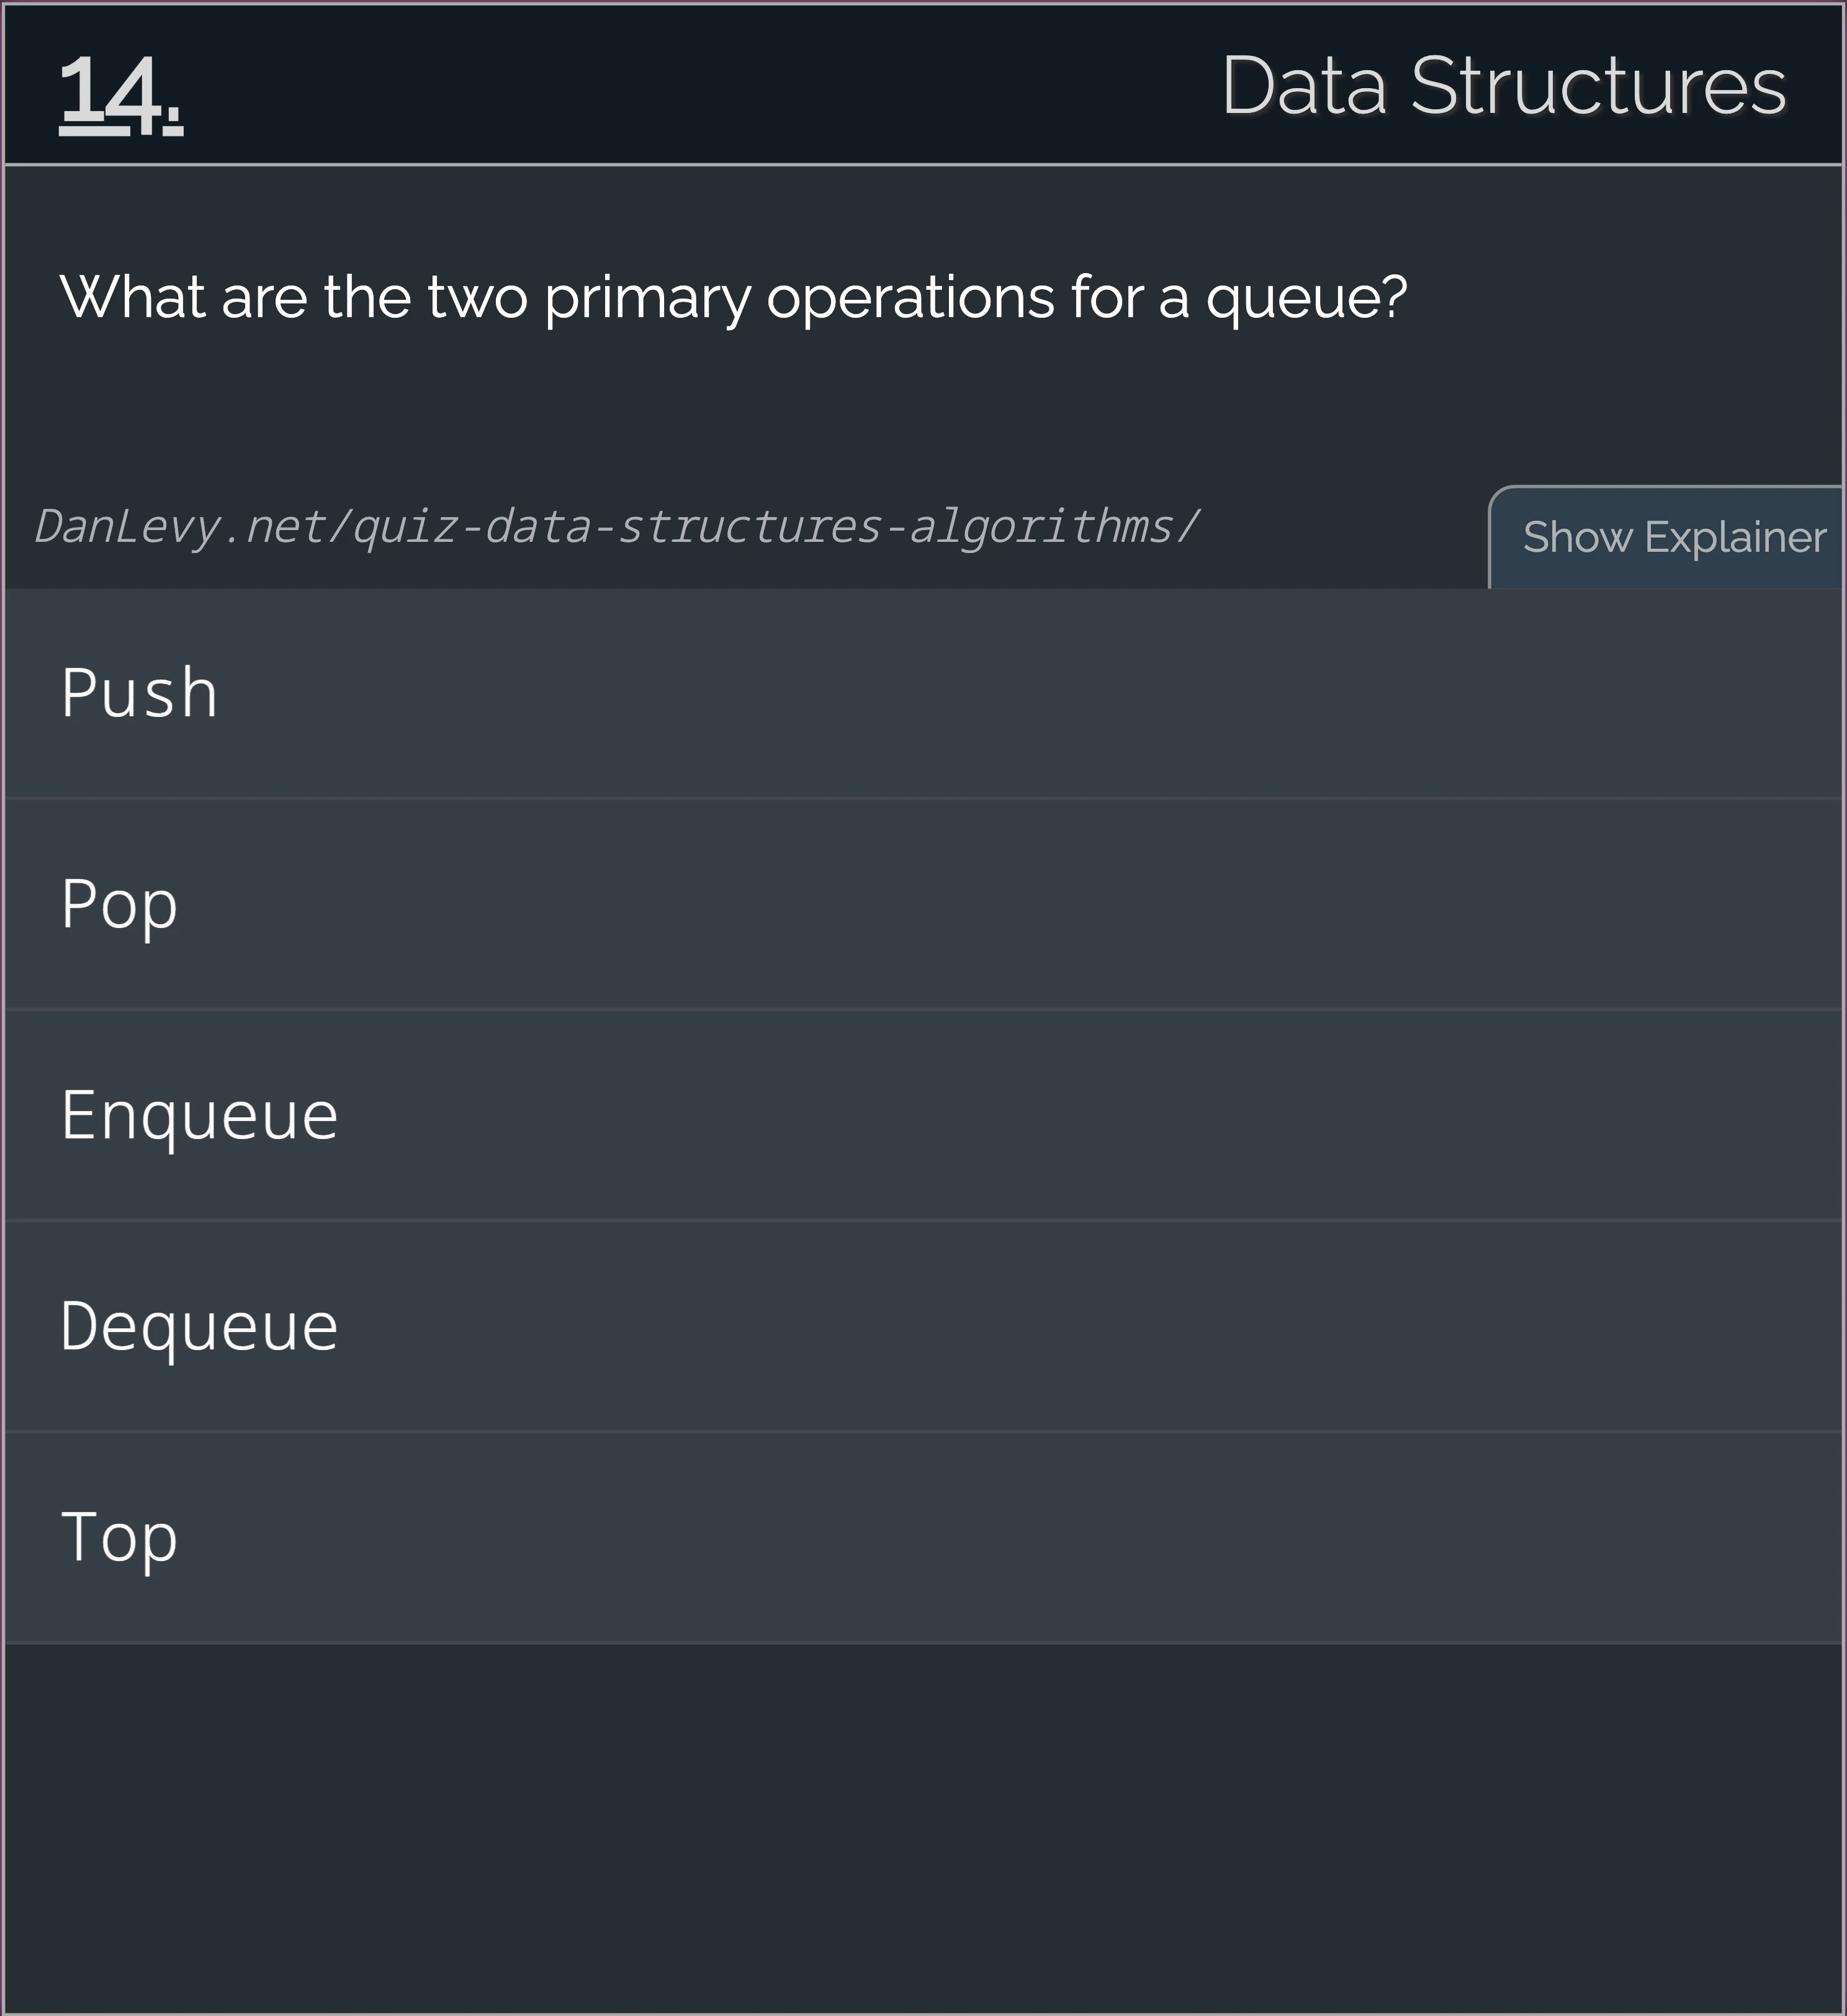 14.
Data Structures
What are the two primary operations for a queue?
DanLevy.net/quiz-data-structures-algorithms/
Show Explainer
Push
Pop
Enqueue
Dequeue
Top